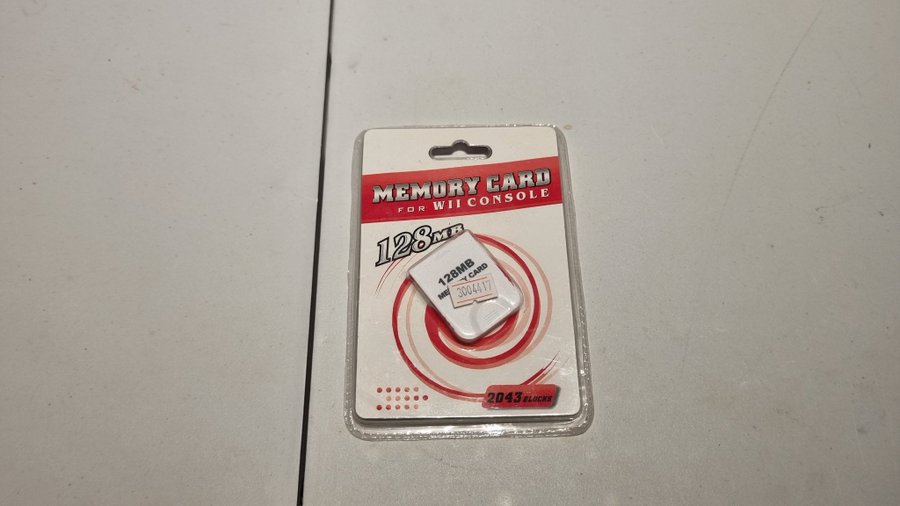 MEMORY CARD
FOR WII CONSOLE
128MB
128MB
MEMORY CARD
3004417
2043 BLOCKS